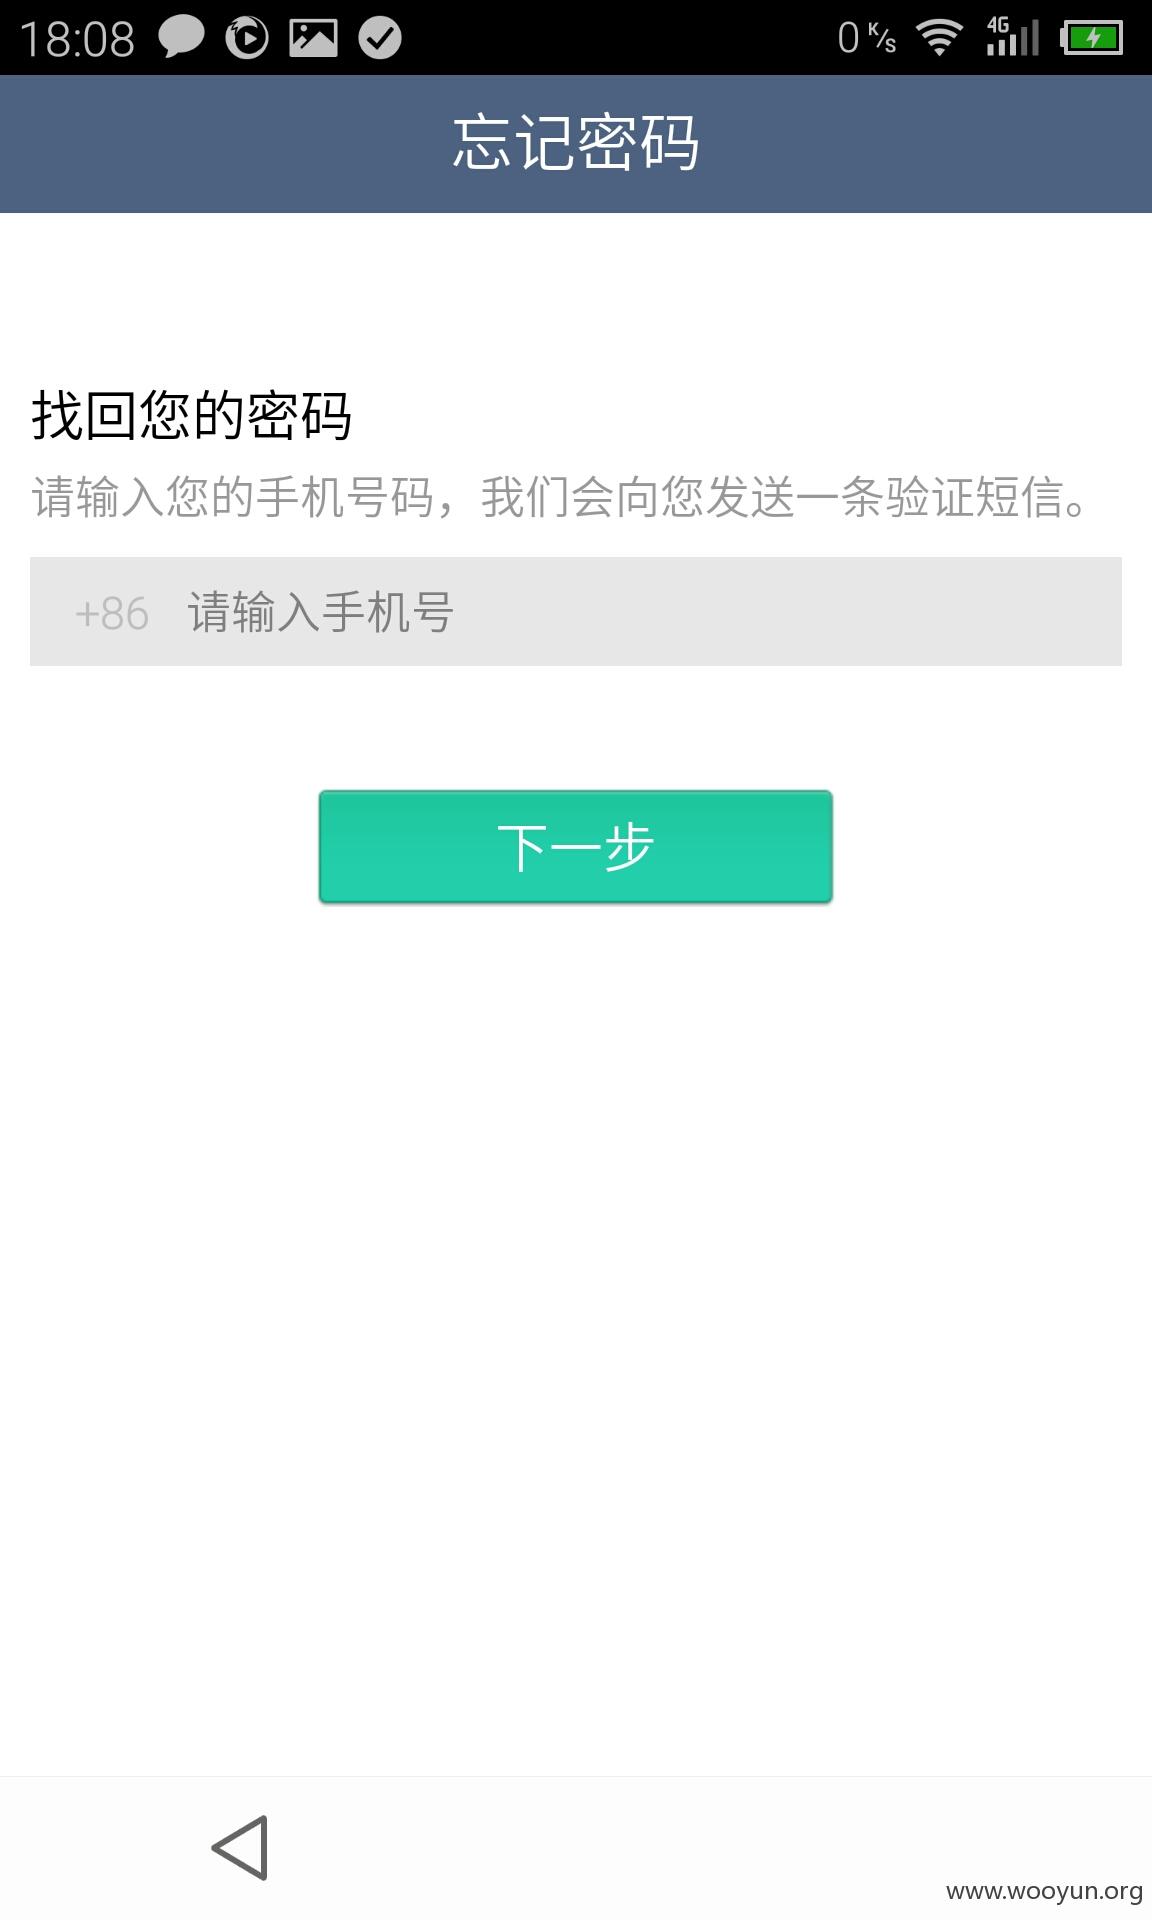 18:08 0 K/s 4G
忘记密码
找回您的密码
请输入您的手机号码，我们会向您发送一条验证短信。
+86 请输入手机号
下一步
www.wooyun.org